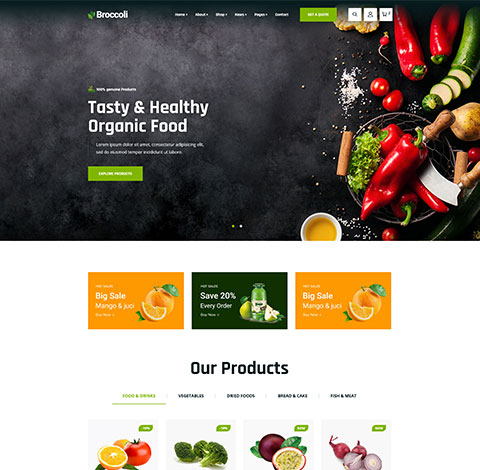 Broccoli
Home About Shop News Pages Contact
GET A QUOTE
100% genuine Products
Tasty & Healthy
Organic Food
Lorem ipsum dolor sit amet, consectetur adipisicing elit,
sed do eiusmod tempor incididunt ut labore.
EXPLORE PRODUCTS
HOT SALES
Big Sale
Mango & juci
Buy Now
HOT SALES
Save 20%
Every Order
Buy Now
HOT SALES
Big Sale
Mango & juci
Buy Now
Our Products
FOOD & DRINKS VEGETABLES DRIED FOODS BREAD & CAKE FISH & MEAT
-10% -10% NEW NEW